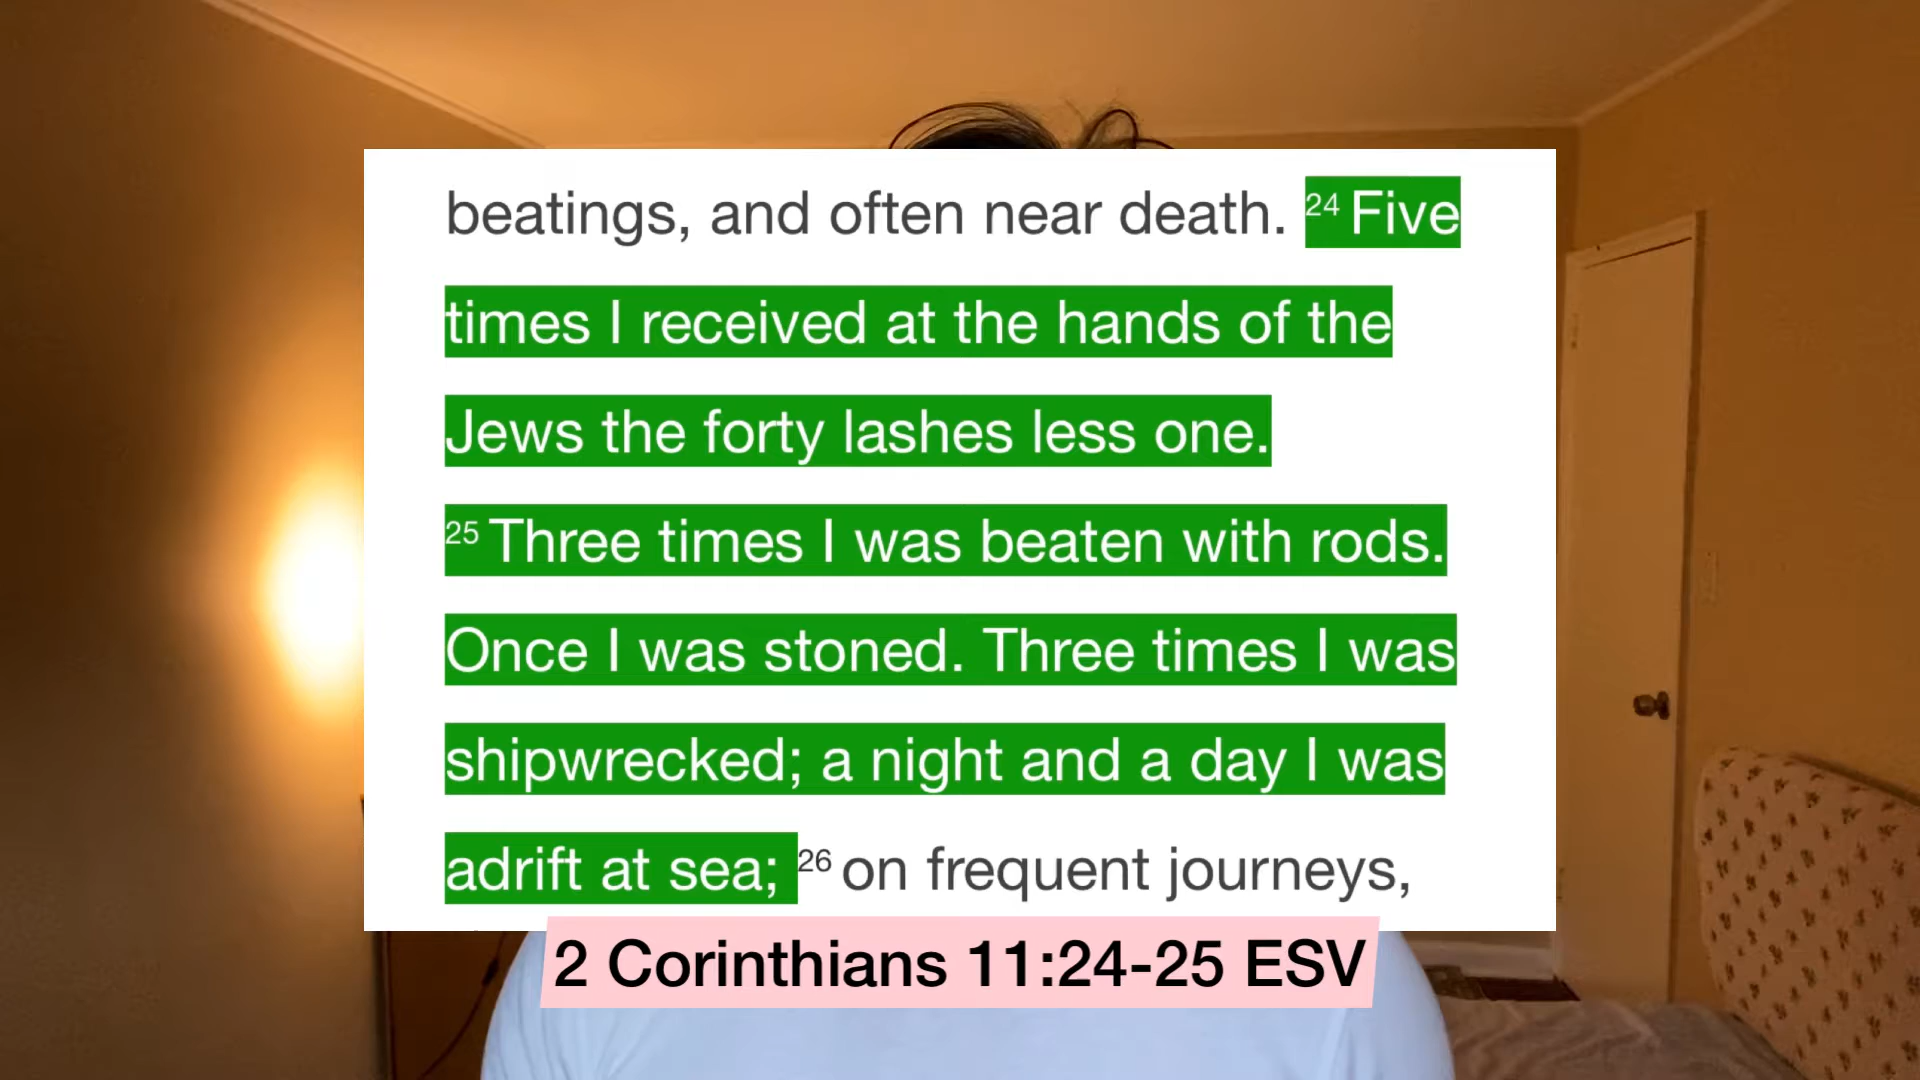 beatings, and often near death. 24 Five
times I received at the hands of the
Jews the forty lashes less one.
25 Three times I was beaten with rods.
Once I was stoned. Three times I was
shipwrecked; a night and a day I was
adrift at sea; 26 on frequent journeys,
2 Corinthians 11:24-25 ESV